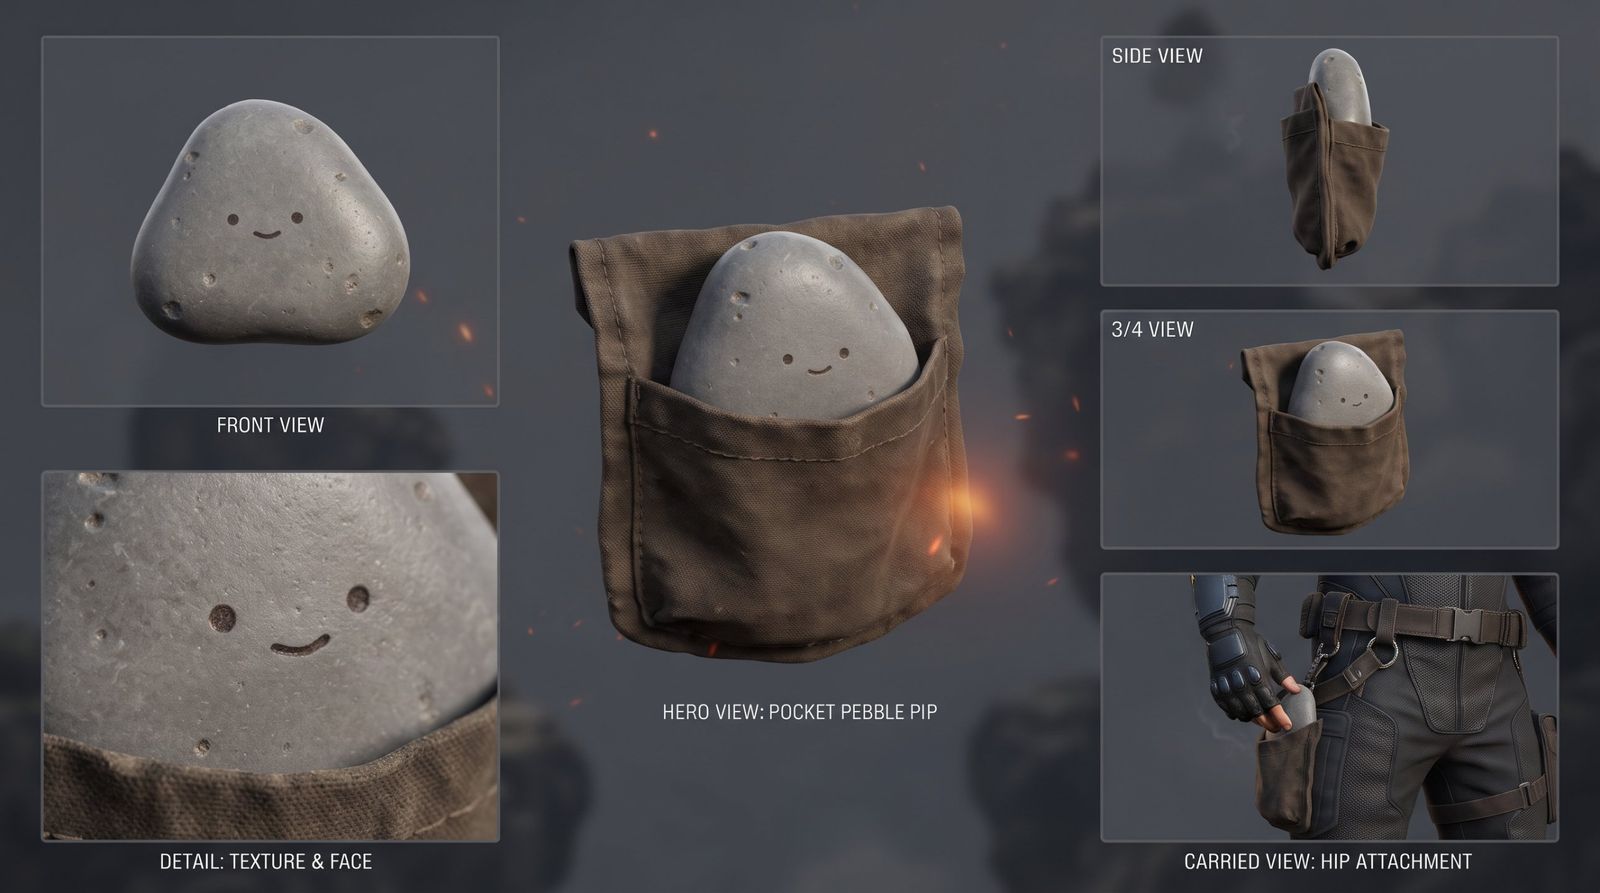 FRONT VIEW
DETAIL: TEXTURE & FACE
HERO VIEW: POCKET PEBBLE PIP
SIDE VIEW
3/4 VIEW
CARRIED VIEW: HIP ATTACHMENT